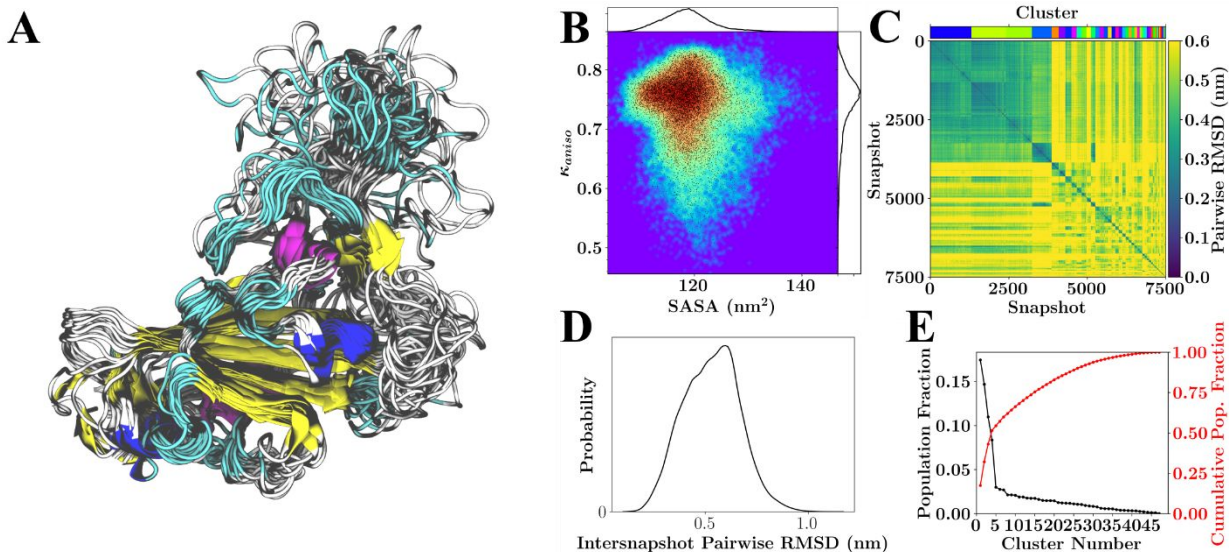 A
B
0.8
0.7
0.6
0.5
κaniso
120
140
SASA (nm²)
C
Cluster
0
2500
5000
7500
Snapshot
0
2500
5000
7500
Snapshot
0.6
0.5
0.4
0.3
0.2
0.1
0.0
Pairwise RMSD (nm)
D
Probability
0
0.5
1.0
Intersnapshot Pairwise RMSD (nm)
E
Population Fraction
0.15
0.10
0.05
0.00
0 5 1015202530354045
Cluster Number
1.00
0.75
0.50
0.25
0.00
Cumulative Pop. Fraction